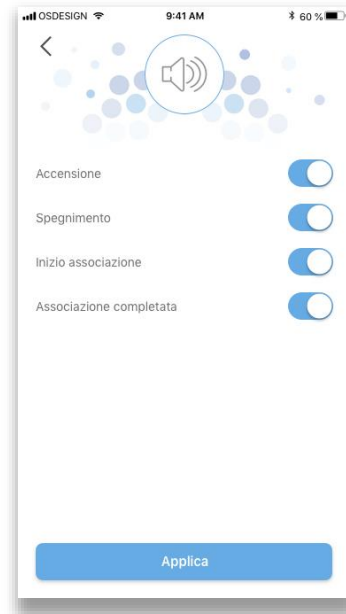 OSDESIGN 9:41 AM 60 %
Accensione
Spegnimento
Inizio associazione
Associazione completata
Applica